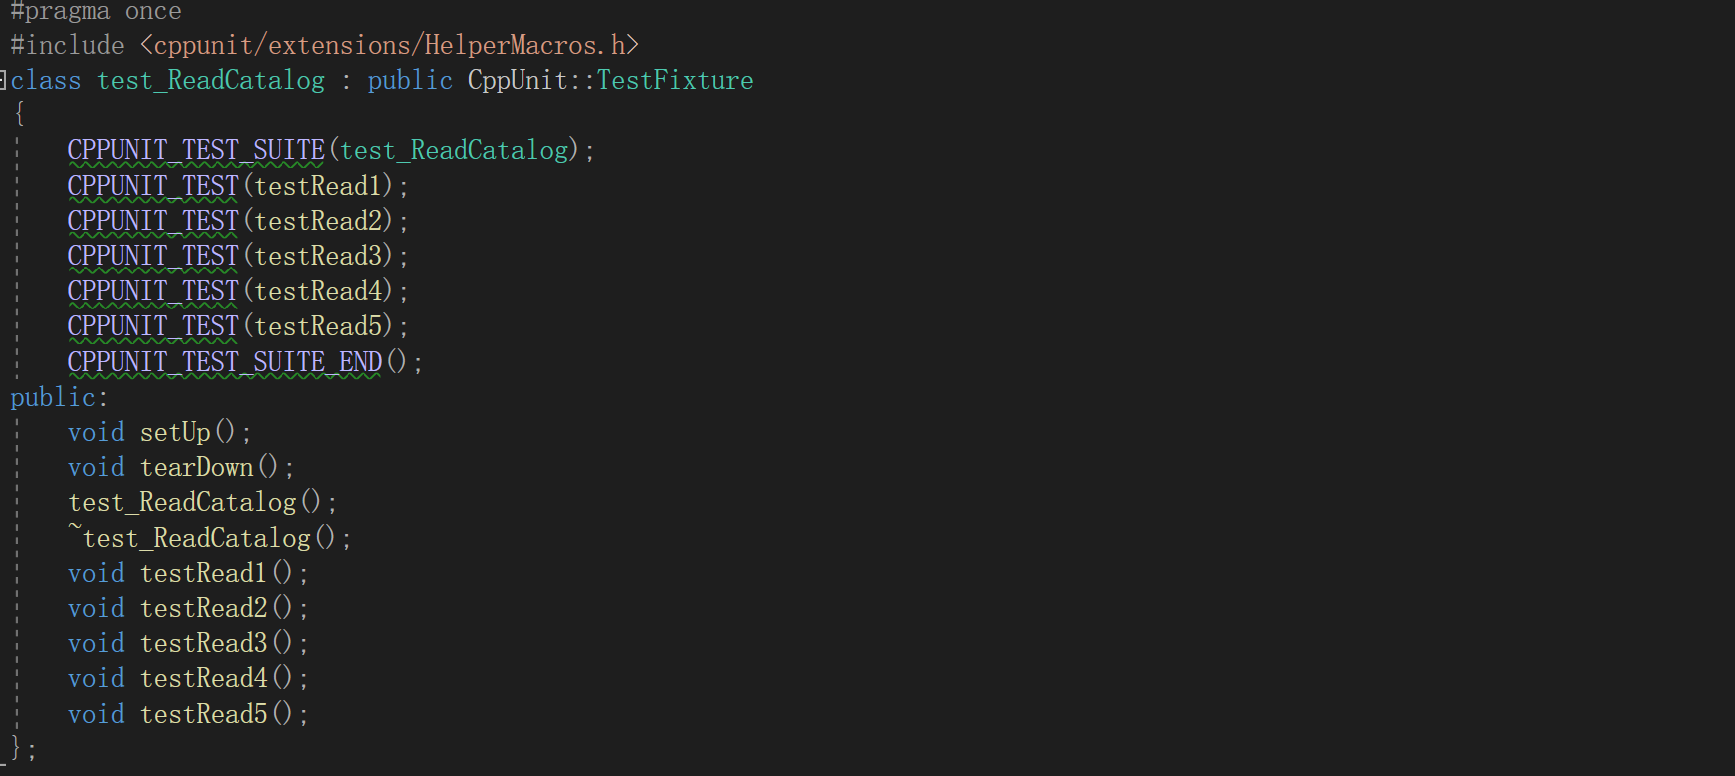 #pragma once
#include <cppunit/extensions/HelperMacros.h>
class test_ReadCatalog : public CppUnit::TestFixture
{
    CPPUNIT_TEST_SUITE(test_ReadCatalog);
    CPPUNIT_TEST(testRead1);
    CPPUNIT_TEST(testRead2);
    CPPUNIT_TEST(testRead3);
    CPPUNIT_TEST(testRead4);
    CPPUNIT_TEST(testRead5);
    CPPUNIT_TEST_SUITE_END();
public:
    void setUp();
    void tearDown();
    test_ReadCatalog();
    ~test_ReadCatalog();
    void testRead1();
    void testRead2();
    void testRead3();
    void testRead4();
    void testRead5();
};